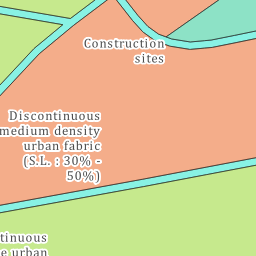 Construction
sites
Discontinuous
medium density
urban fabric
(S.L. : 30% -
50%)
tinuous
e urban